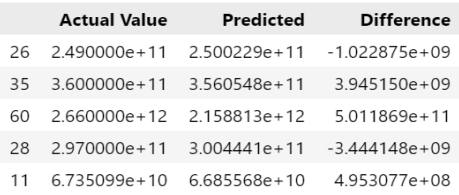 Actual Value Predicted Difference
26 2.490000e+11 2.500229e+11 -1.022875e+09
35 3.600000e+11 3.560548e+11 3.945150e+09
60 2.660000e+12 2.158813e+12 5.011869e+11
28 2.970000e+11 3.004441e+11 -3.444148e+09
11 6.735099e+10 6.685568e+10 4.953077e+08